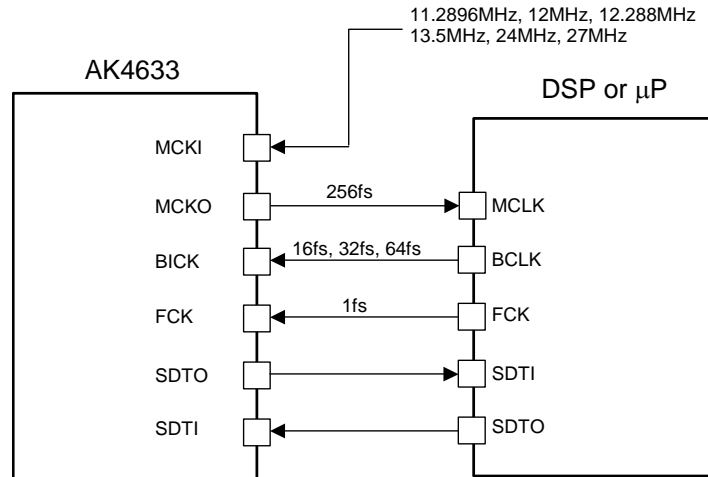 11.2896MHz, 12MHz, 12.288MHz
13.5MHz, 24MHz, 27MHz
AK4633
DSP or μP
MCKI
MCKO
256fs
MCLK
BICK
16fs, 32fs, 64fs
BCLK
FCK
1fs
FCK
SDTO
SDTI
SDTI
SDTO